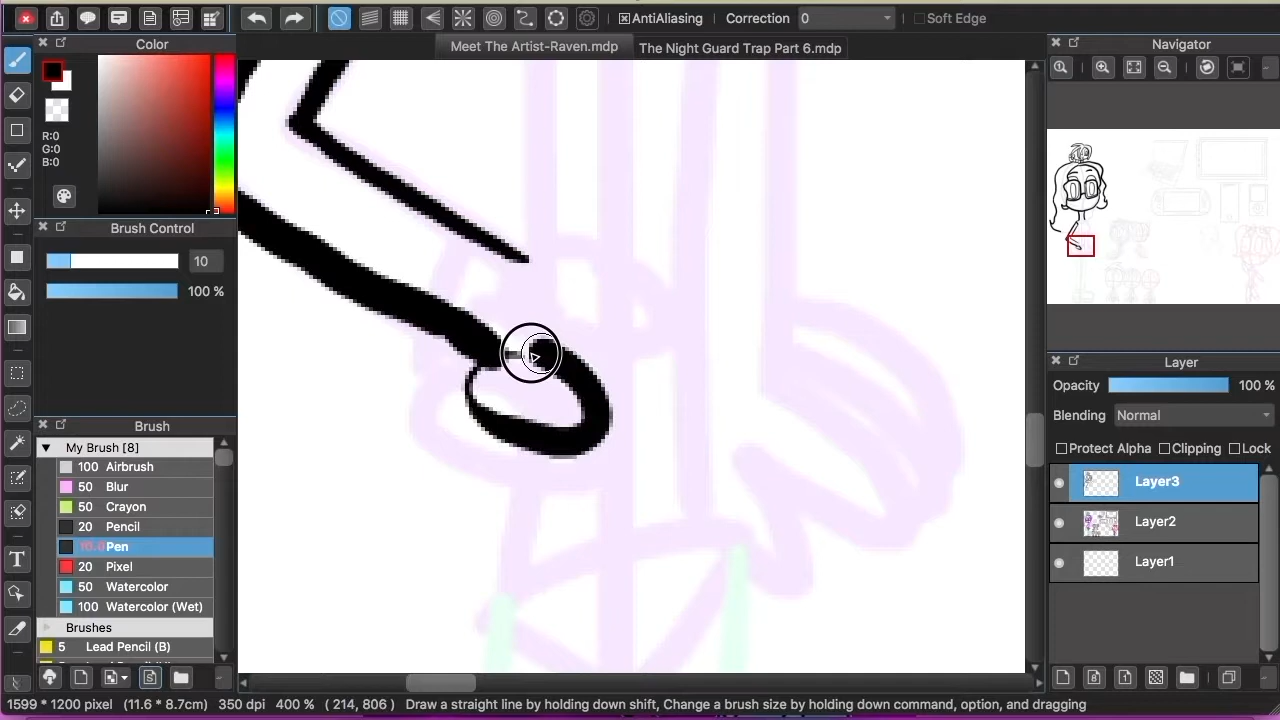 AntiAliasing Correction 0 Soft Edge
Color
Meet The Artist-Raven.mdp The Night Guard Trap Part 6.mdp
Navigator
R:0
G:0
B:0
Brush Control
10
100 %
Brush
My Brush [8]
100 Airbrush
50 Blur
50 Crayon
20 Pencil
10.0 Pen
20 Pixel
50 Watercolor
100 Watercolor (Wet)
Brushes
5 Lead Pencil (B)
Layer
Opacity 100 %
Blending Normal
Protect Alpha Clipping Lock
Layer3
Layer2
Layer1
1599 * 1200 pixel (11.6 * 8.7cm) 350 dpi 400 % ( 214, 806 ) Draw a straight line by holding down shift, Change a brush size by holding down command, option, and dragging